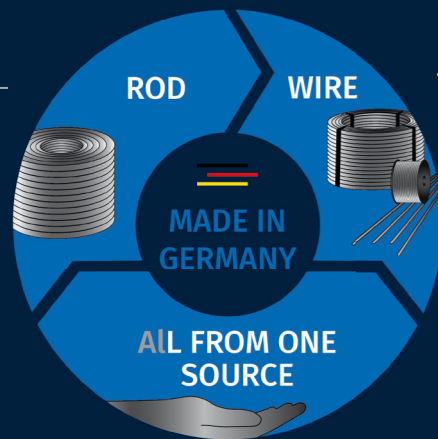 ROD
WIRE
MADE IN
GERMANY
AlL FROM ONE
SOURCE